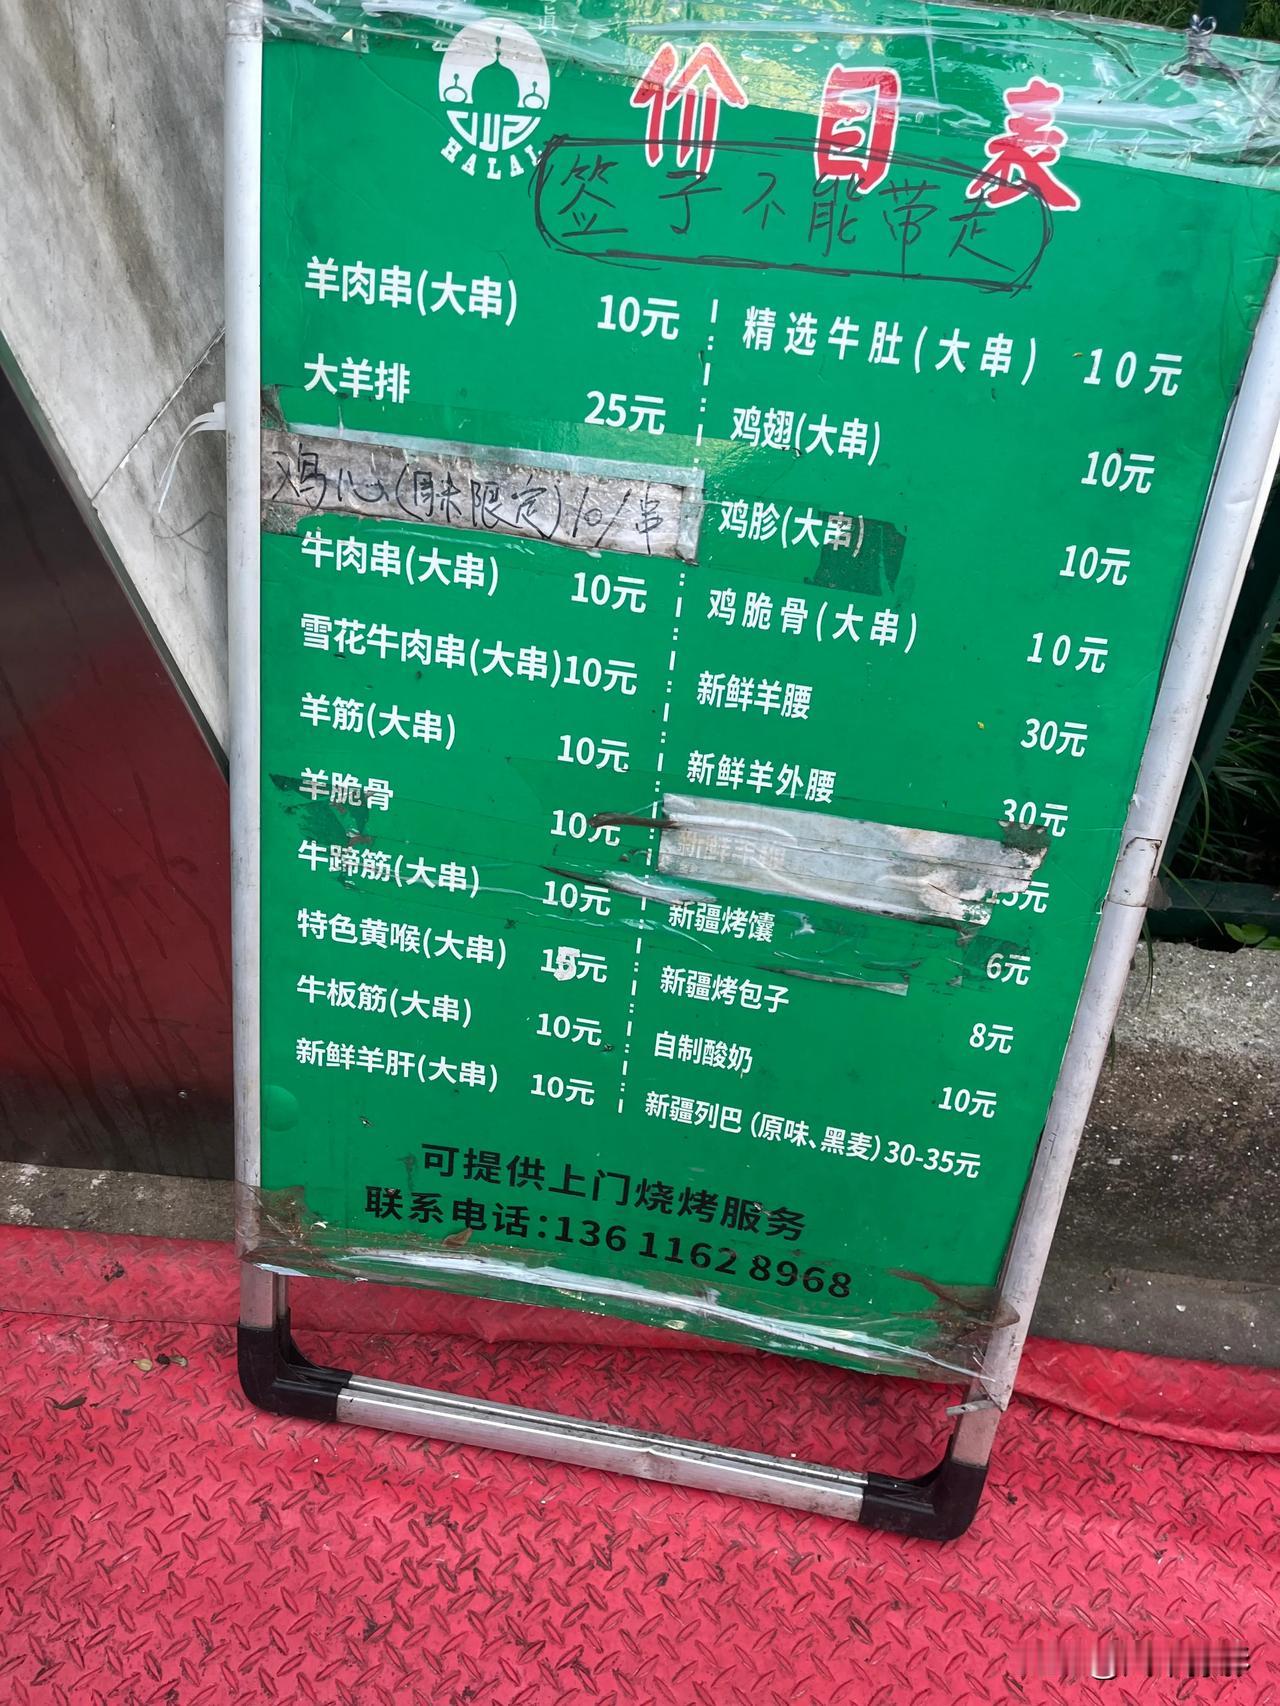 HALAL
价目表
签子不能带走
羊肉串(大串) 10元
大羊排 25元
鸡心(周末限定)10/串
牛肉串(大串) 10元
雪花牛肉串(大串)10元
羊筋(大串) 10元
羊脆骨 10元
牛蹄筋(大串) 10元
特色黄喉(大串) 15元
牛板筋(大串) 10元
新鲜羊肝(大串) 10元
精选牛肚(大串) 10元
鸡翅(大串) 10元
鸡胗(大串) 10元
鸡脆骨(大串) 10元
新鲜羊腰 30元
新鲜羊外腰 30元
新鲜羊 15元
新疆烤馕 6元
新疆烤包子 8元
自制酸奶 10元
新疆列巴(原味、黑麦)30-35元
可提供上门烧烤服务
联系电话:136 1162 8968